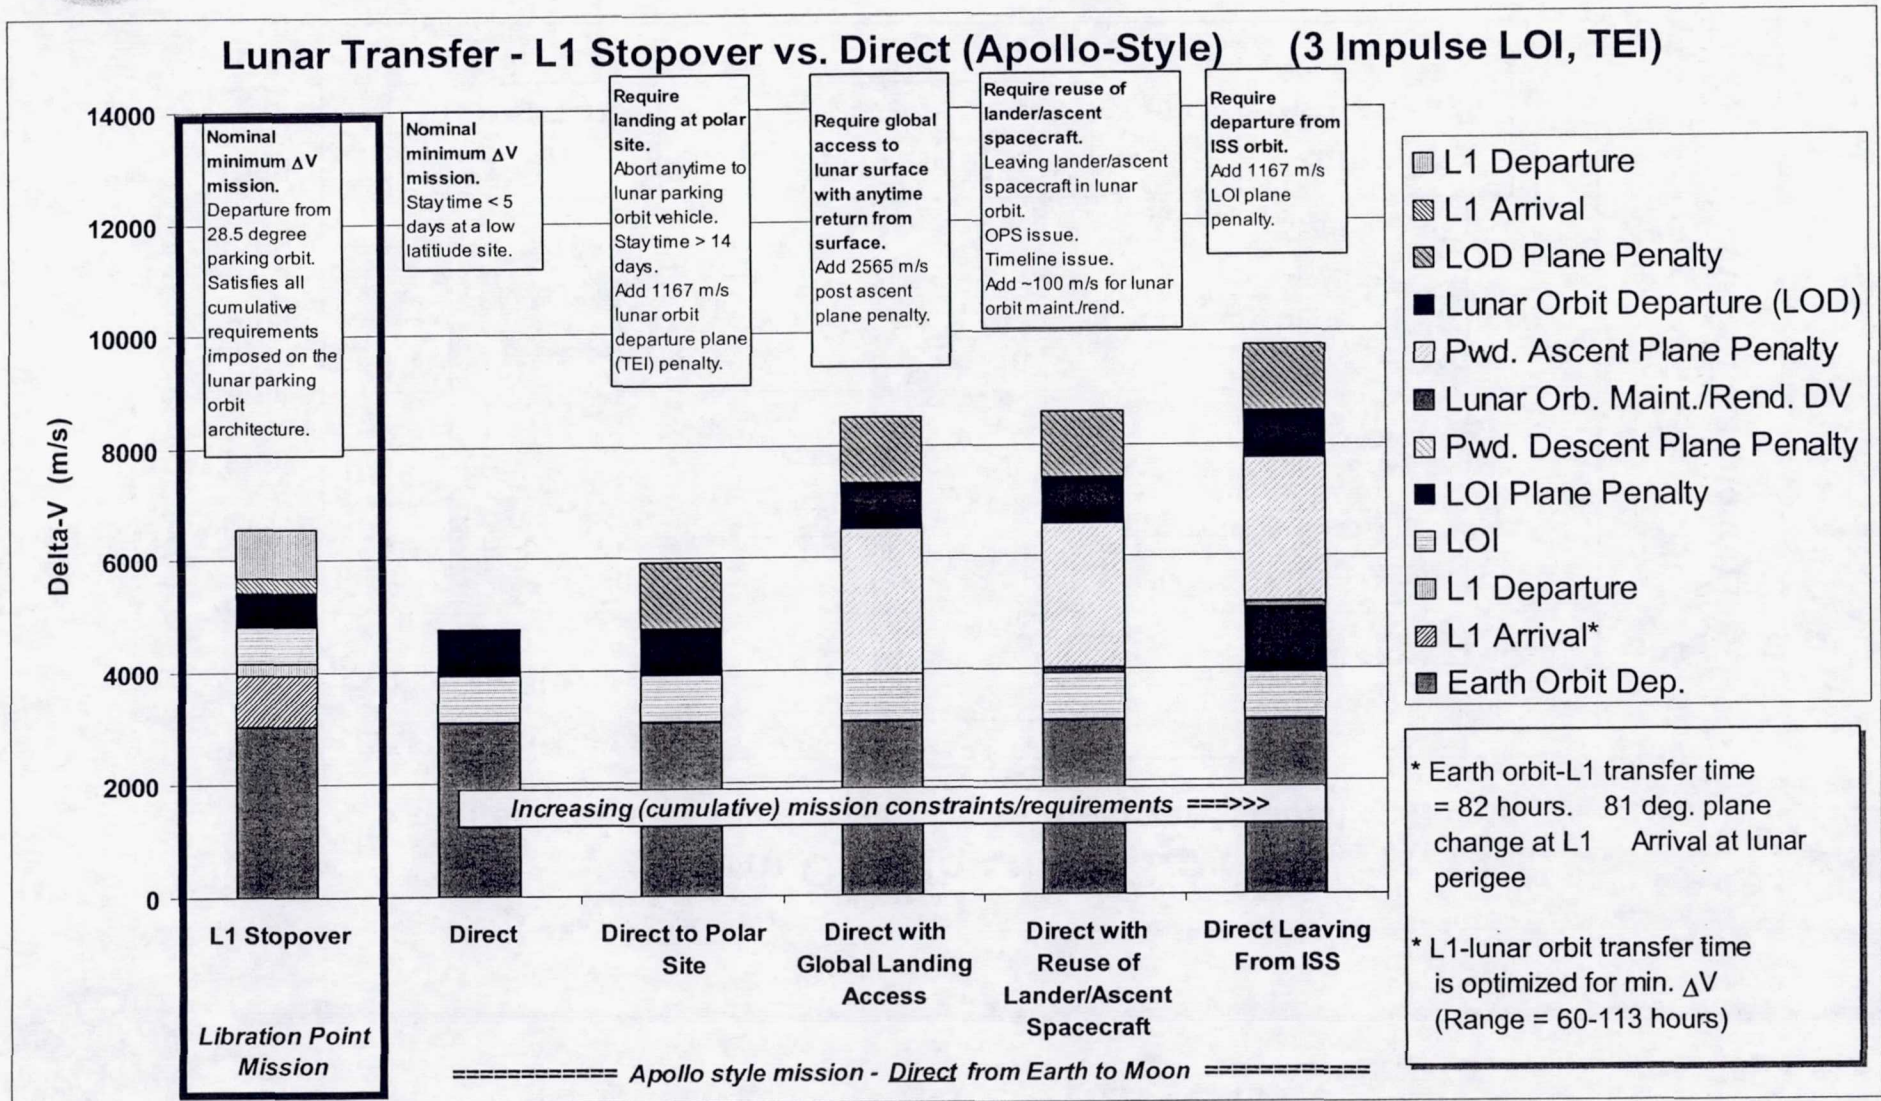 Lunar Transfer - L1 Stopover vs. Direct (Apollo-Style) (3 Impulse LOI, TEI)
Delta-V (m/s)
14000
12000
10000
8000
6000
4000
2000
0
Nominal
minimum ΔV
mission.
Departure from
28.5 degree
parking orbit.
Satisfies all
cumulative
requirements
imposed on the
lunar parking
orbit
architecture.
Nominal
minimum ΔV
mission.
Stay time < 5
days at a low
latitiude site.
Require
landing at polar
site.
Abort anytime to
lunar parking
orbit vehicle.
Stay time > 14
days.
Add 1167 m/s
lunar orbit
departure plane
(TEI) penalty.
Require global
access to
lunar surface
with anytime
return from
surface.
Add 2565 m/s
post ascent
plane penalty.
Require reuse of
lander/ascent
spacecraft.
Leaving lander/ascent
spacecraft in lunar
orbit.
OPS issue.
Timeline issue.
Add ~100 m/s for lunar
orbit maint./rend.
Require
departure from
ISS orbit.
Add 1167 m/s
LOI plane
penalty.
Increasing (cumulative) mission constraints/requirements ===>>>
L1 Stopover
Libration Point
Mission
Direct
Direct to Polar
Site
Direct with
Global Landing
Access
Direct with
Reuse of
Lander/Ascent
Spacecraft
Direct Leaving
From ISS
============ Apollo style mission - Direct from Earth to Moon ============
L1 Departure
L1 Arrival
LOD Plane Penalty
Lunar Orbit Departure (LOD)
Pwd. Ascent Plane Penalty
Lunar Orb. Maint./Rend. DV
Pwd. Descent Plane Penalty
LOI Plane Penalty
LOI
L1 Departure
L1 Arrival*
Earth Orbit Dep.
* Earth orbit-L1 transfer time
= 82 hours. 81 deg. plane
change at L1 Arrival at lunar
perigee
* L1-lunar orbit transfer time
is optimized for min. ΔV
(Range = 60-113 hours)